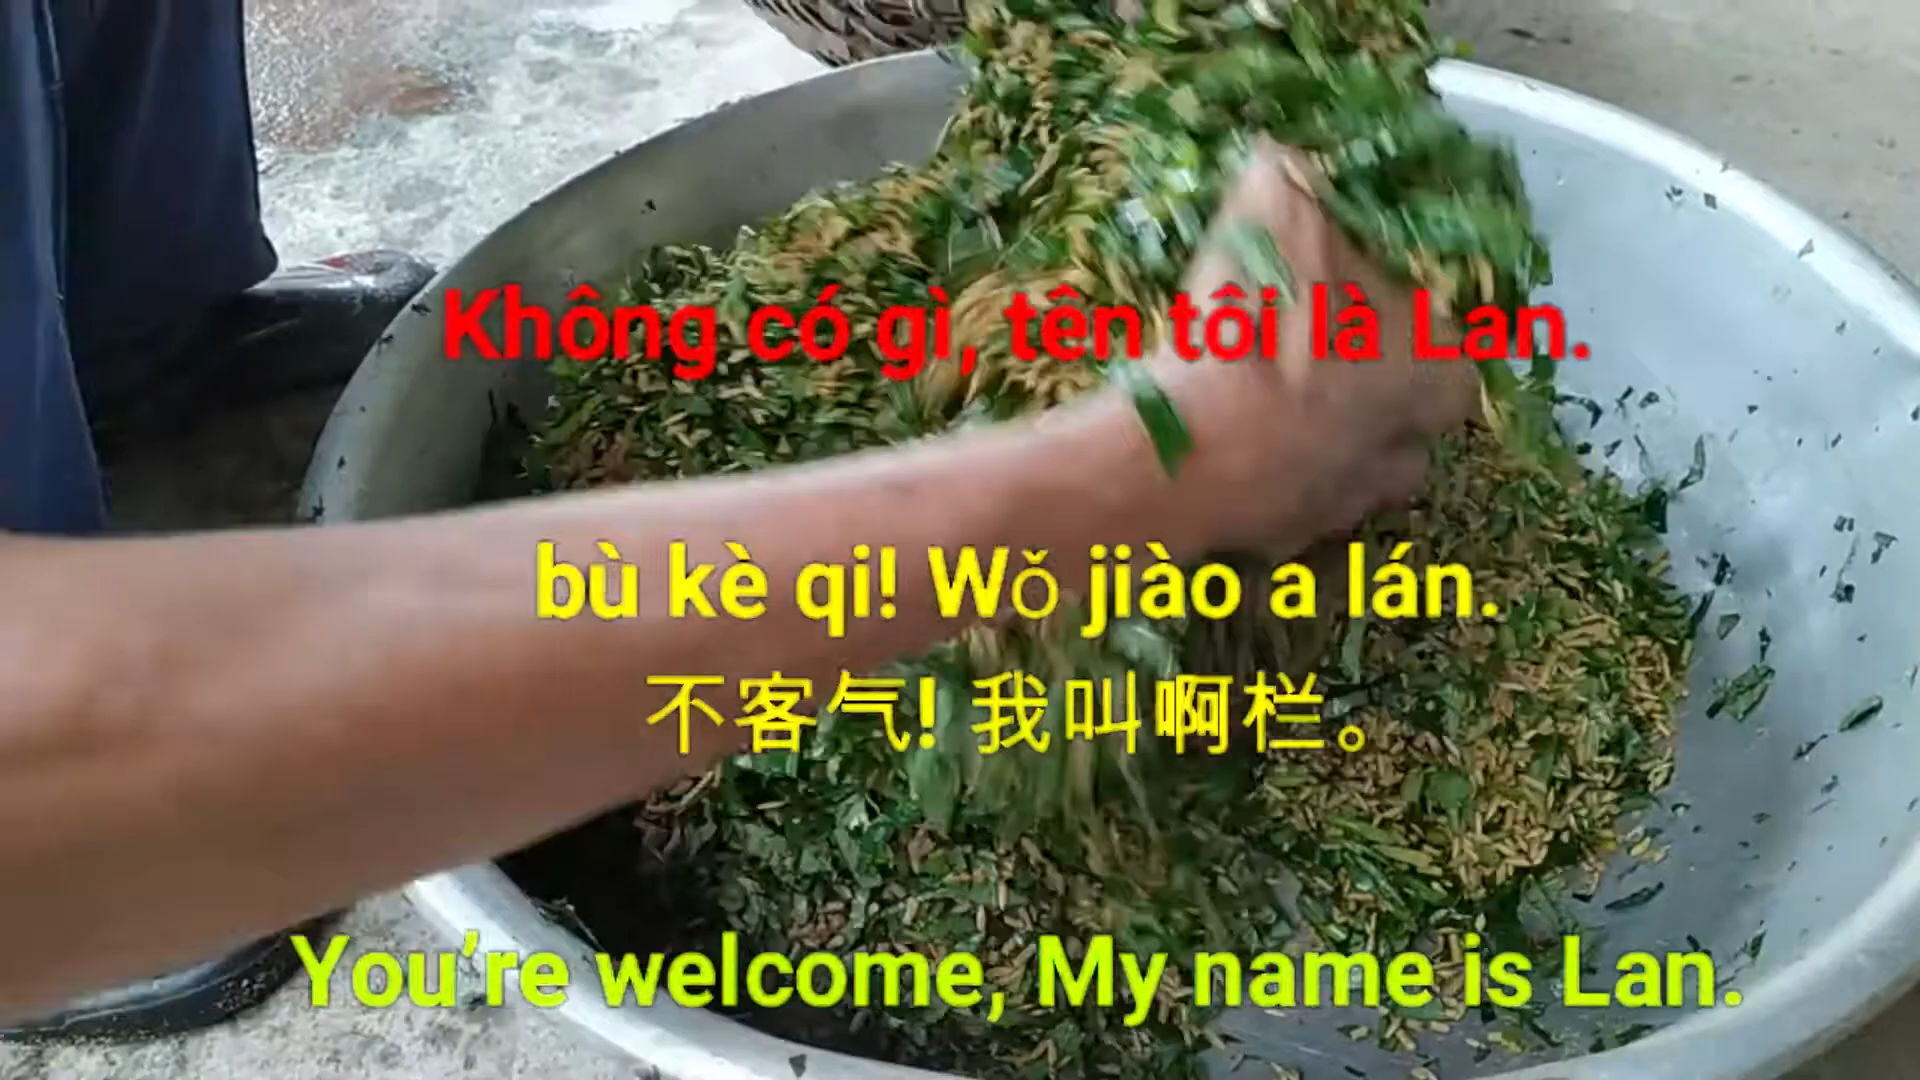 Không có gì, tên tôi là Lan.
bù kè qi! Wǒ jiào a lán.
不客气! 我叫啊栏。
You're welcome, My name is Lan.